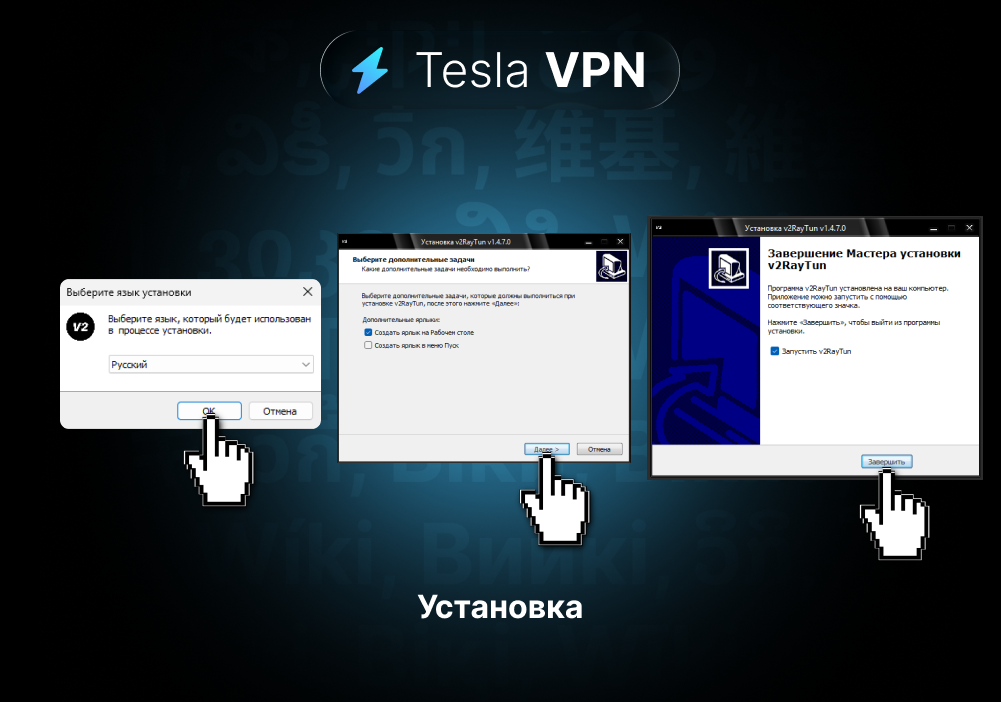 Tesla VPN
Выберите язык установки
V2
Выберите язык, который будет использован
в процессе установки.
Русский
OK
Отмена
Установка v2RayTun v1.4.7.0
Выберите дополнительные задачи
Какие дополнительные задачи необходимо выполнить?
Выберите дополнительные задачи, которые должны выполниться при
установке v2RayTun, после этого нажмите «Далее»:
Дополнительные ярлыки:
Создать ярлык на Рабочем столе
Создать ярлык в меню Пуск
Далее >
Отмена
Установка v2RayTun v1.4.7.0
Завершение Мастера установки
v2RayTun
Программа v2RayTun установлена на ваш компьютер.
Приложение можно запустить с помощью
соответствующего значка.
Нажмите «Завершить», чтобы выйти из программы
установки.
Запустить v2RayTun
Завершить
Установка